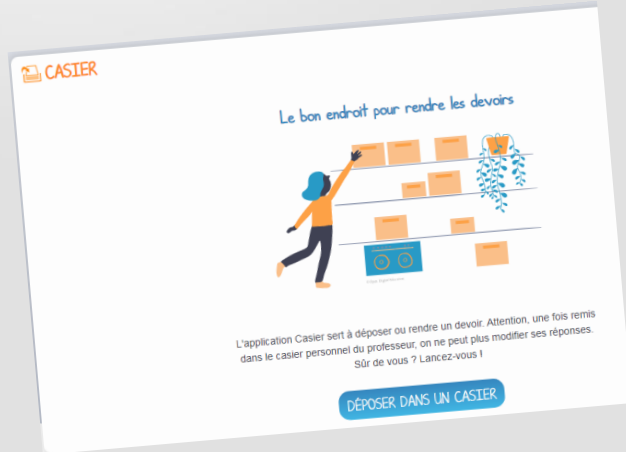 CASIER
Le bon endroit pour rendre les devoirs
L'application Casier sert à déposer ou rendre un devoir. Attention, une fois remis
dans le casier personnel du professeur, on ne peut plus modifier ses réponses.
Sûr de vous ? Lancez-vous !
DÉPOSER DANS UN CASIER